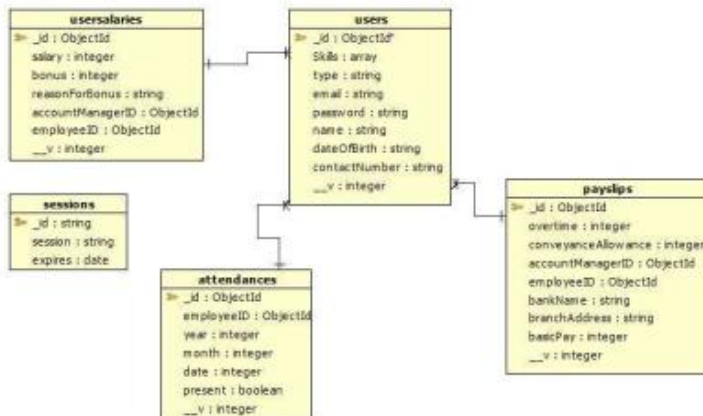 usersalaries
_id : ObjectId
salary : integer
bonus : integer
reasonForBonus : string
accountManagerID : ObjectId
employeeID : ObjectId
__v : integer
users
_id : ObjectId"
Skills : array
type : string
email : string
password : string
name : string
dateOfBirth : string
contactNumber : string
__v : integer
sessions
_id : string
session : string
expires : date
attendances
_id : ObjectId
employeeID : ObjectId
year : integer
month : integer
date : integer
present : boolean
__v : integer
payslips
_id : ObjectId
overtime : integer
conveyanceAllowance : integer
accountManagerID : ObjectId
employeeID : ObjectId
bankName : string
branchAddress : string
basicPay : integer
__v : integer